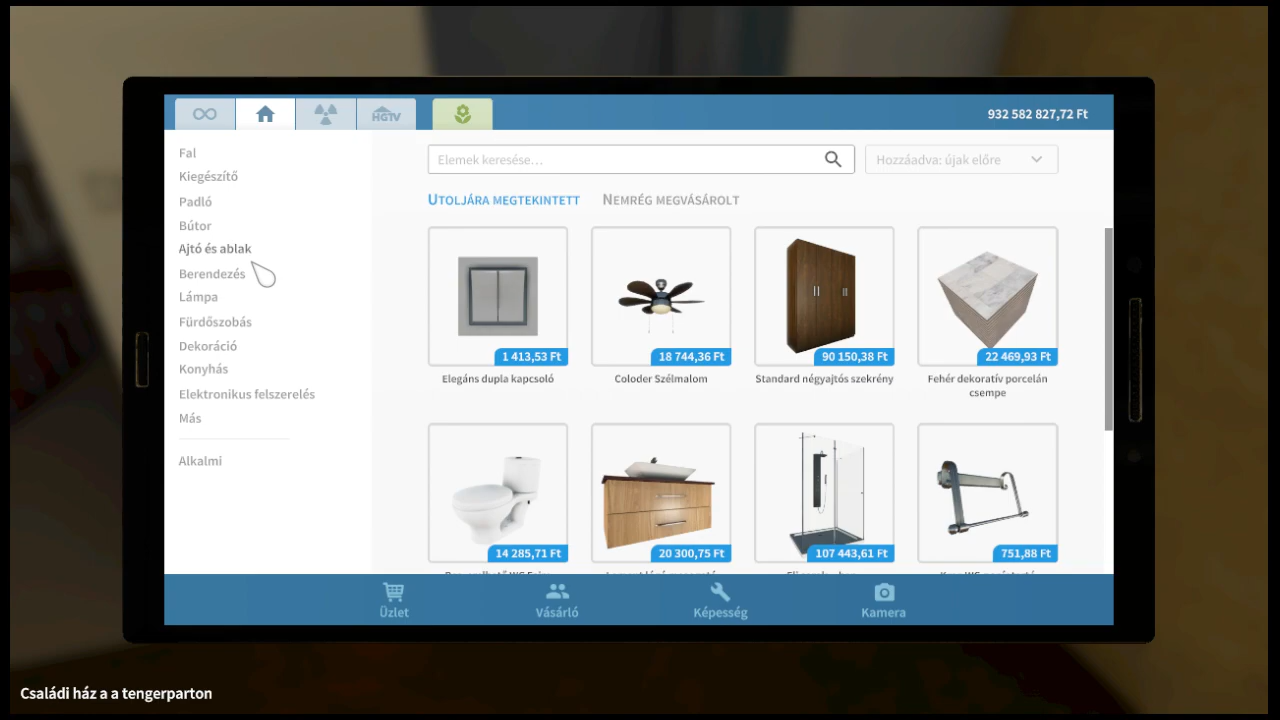 HGTV
932 582 827,72 Ft
Fal
Kiegészítő
Padló
Bútor
Ajtó és ablak
Berendezés
Lámpa
Fürdőszobás
Dekoráció
Konyhás
Elektronikus felszerelés
Más
Alkalmi
Elemek keresése...
Hozzáadva: újak előre
UTOLJÁRA MEGTEKINTETT
NEMRÉG MEGVÁSÁROLT
1 413,53 Ft
18 744,36 Ft
90 150,38 Ft
22 469,93 Ft
Elegáns dupla kapcsoló
Coloder Szélmalom
Standard négyajtós szekrény
Fehér dekoratív porcelán
csempe
14 285,71 Ft
20 300,75 Ft
107 443,61 Ft
751,88 Ft
Üzlet
Vásárló
Képesség
Kamera
Családi ház a a tengerparton